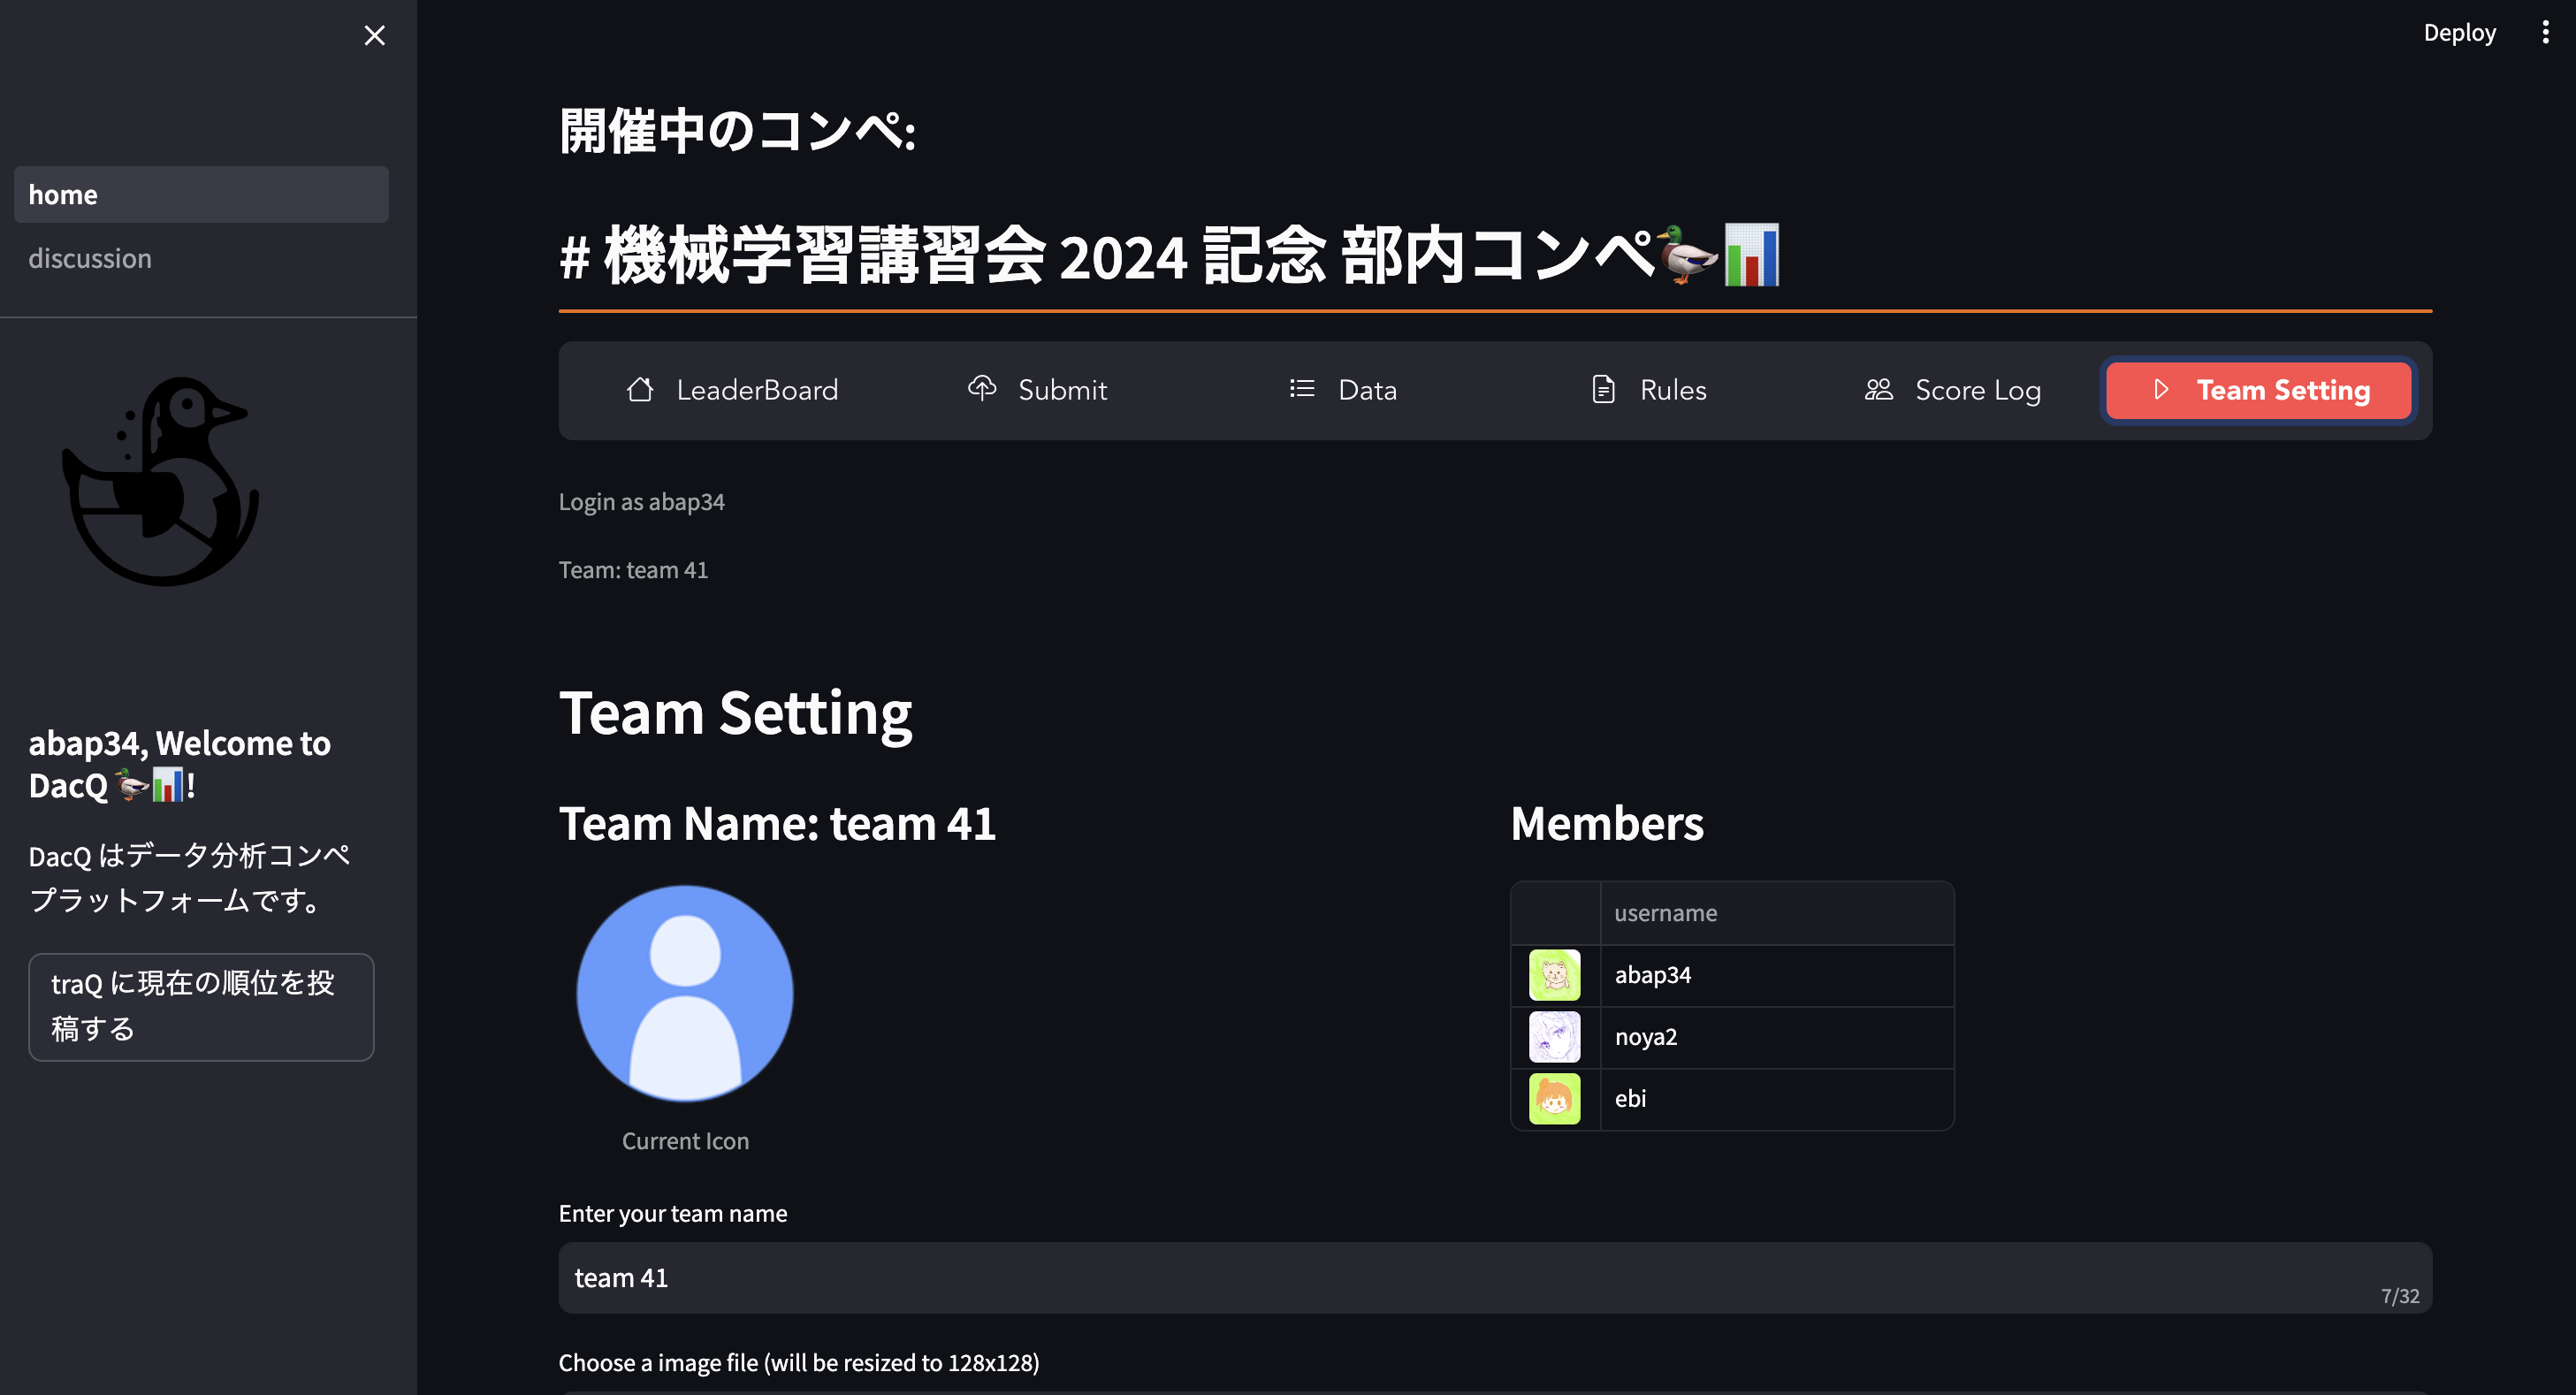 home
discussion
abap34, Welcome to
DacQ 🦆📊!
DacQ はデータ分析コンペ
プラットフォームです。
traQ に現在の順位を投
稿する
Deploy
開催中のコンペ:
# 機械学習講習会 2024 記念 部内コンペ🦆📊
LeaderBoard
Submit
Data
Rules
Score Log
Team Setting
Login as abap34
Team: team 41
Team Setting
Team Name: team 41
Current Icon
Members
username
abap34
noya2
ebi
Enter your team name
team 41
7/32
Choose a image file (will be resized to 128x128)